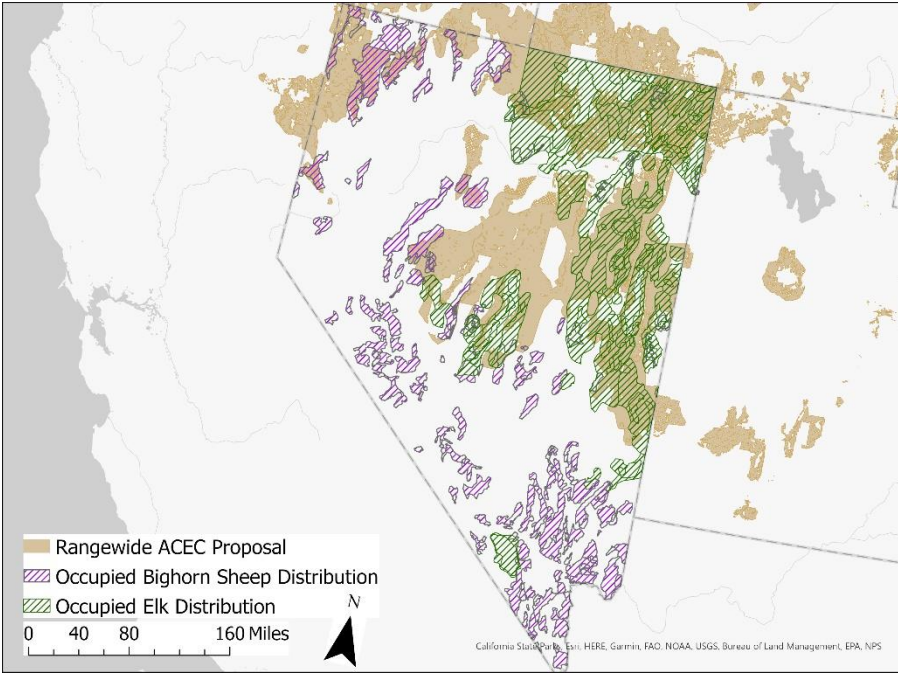 Rangewide ACEC Proposal
Occupied Bighorn Sheep Distribution
Occupied Elk Distribution
N
0 40 80 160 Miles
California State Parks, Esri, HERE, Garmin, FAO, NOAA, USGS, Bureau of Land Management, EPA, NPS